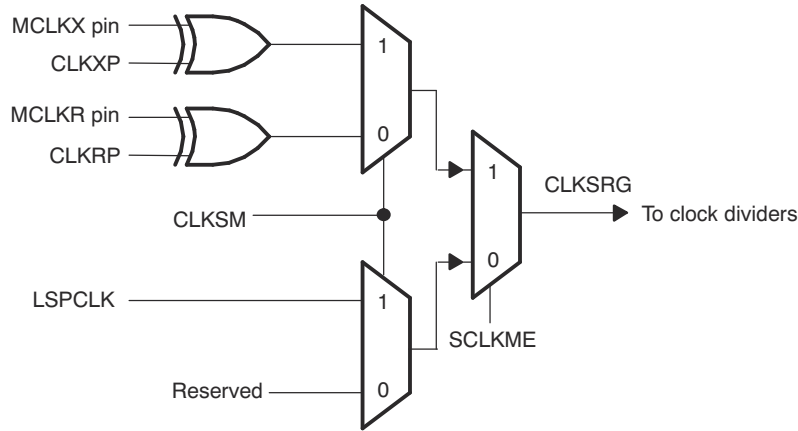 MCLKX pin
CLKXP
1
MCLKR pin
CLKRP
0
1
CLKSRG
To clock dividers
CLKSM
0
LSPCLK
1
SCLKME
Reserved
0